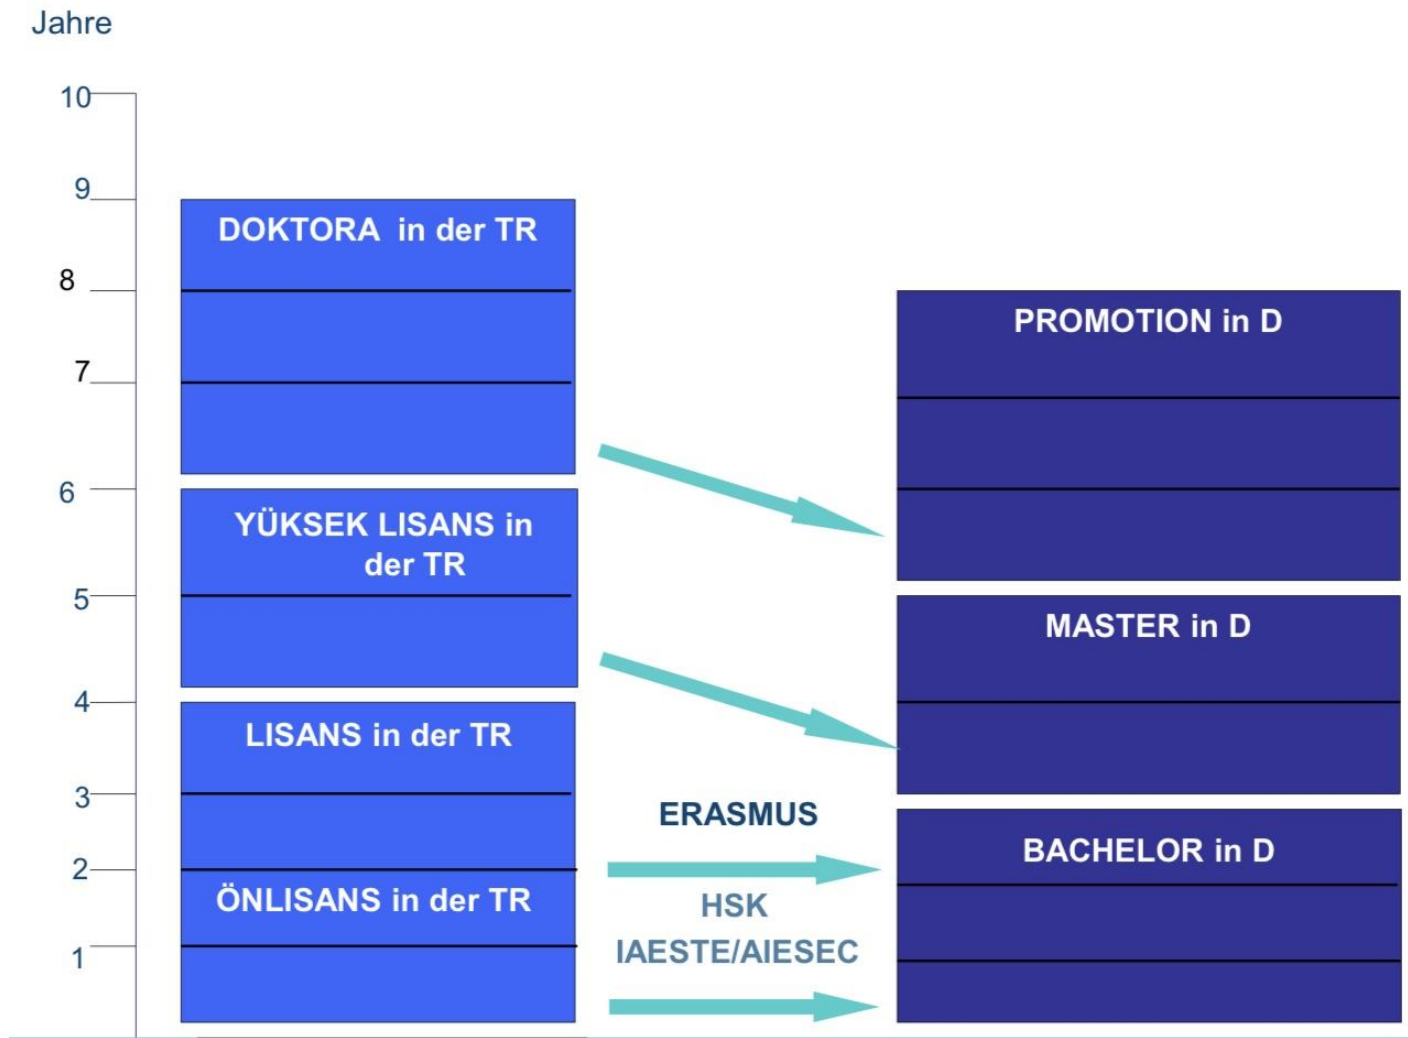 Jahre
10
9
DOKTORA in der TR
8
PROMOTION in D
7
6
YÜKSEK LISANS in
der TR
5
MASTER in D
4
LISANS in der TR
3
ERASMUS
BACHELOR in D
2
ÖNLISANS in der TR
HSK
IAESTE/AIESEC
1